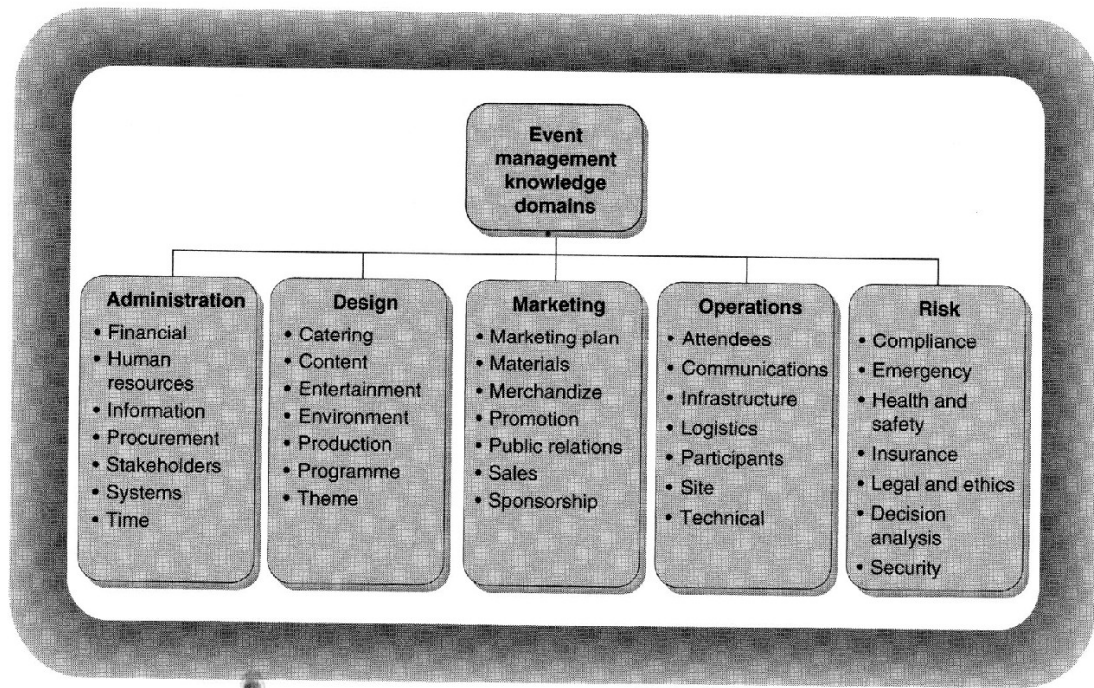 Event
management
knowledge
domains
Administration
• Financial
• Human
resources
• Information
• Procurement
• Stakeholders
• Systems
• Time
Design
• Catering
• Content
• Entertainment
• Environment
• Production
• Programme
• Theme
Marketing
• Marketing plan
• Materials
• Merchandize
• Promotion
• Public relations
• Sales
• Sponsorship
Operations
• Attendees
• Communications
• Infrastructure
• Logistics
• Participants
• Site
• Technical
Risk
• Compliance
• Emergency
• Health and
safety
• Insurance
• Legal and ethics
• Decision
analysis
• Security